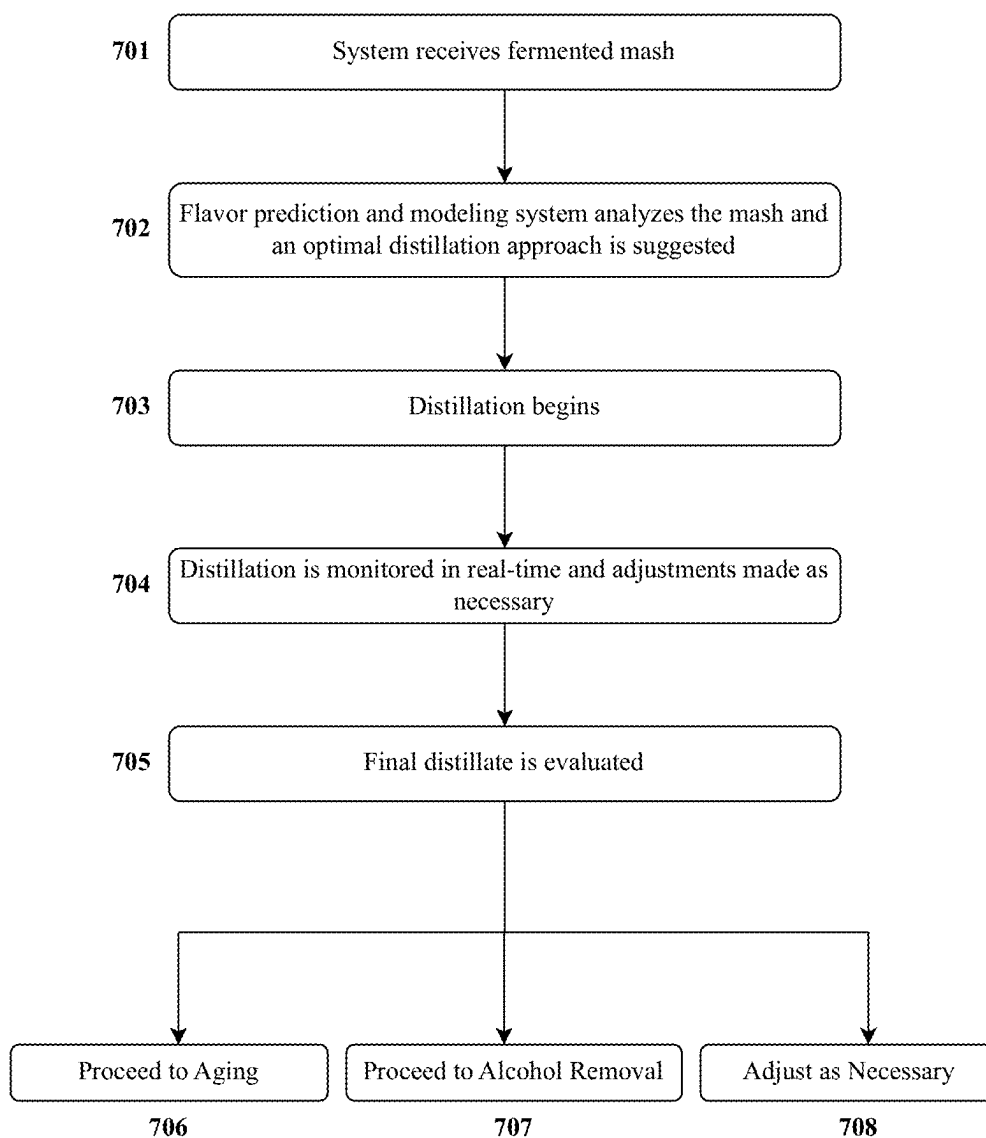 701
System receives fermented mash
702
Flavor prediction and modeling system analyzes the mash and
an optimal distillation approach is suggested
703
Distillation begins
704
Distillation is monitored in real-time and adjustments made as
necessary
705
Final distillate is evaluated
Proceed to Aging
Proceed to Alcohol Removal
Adjust as Necessary
706
707
708